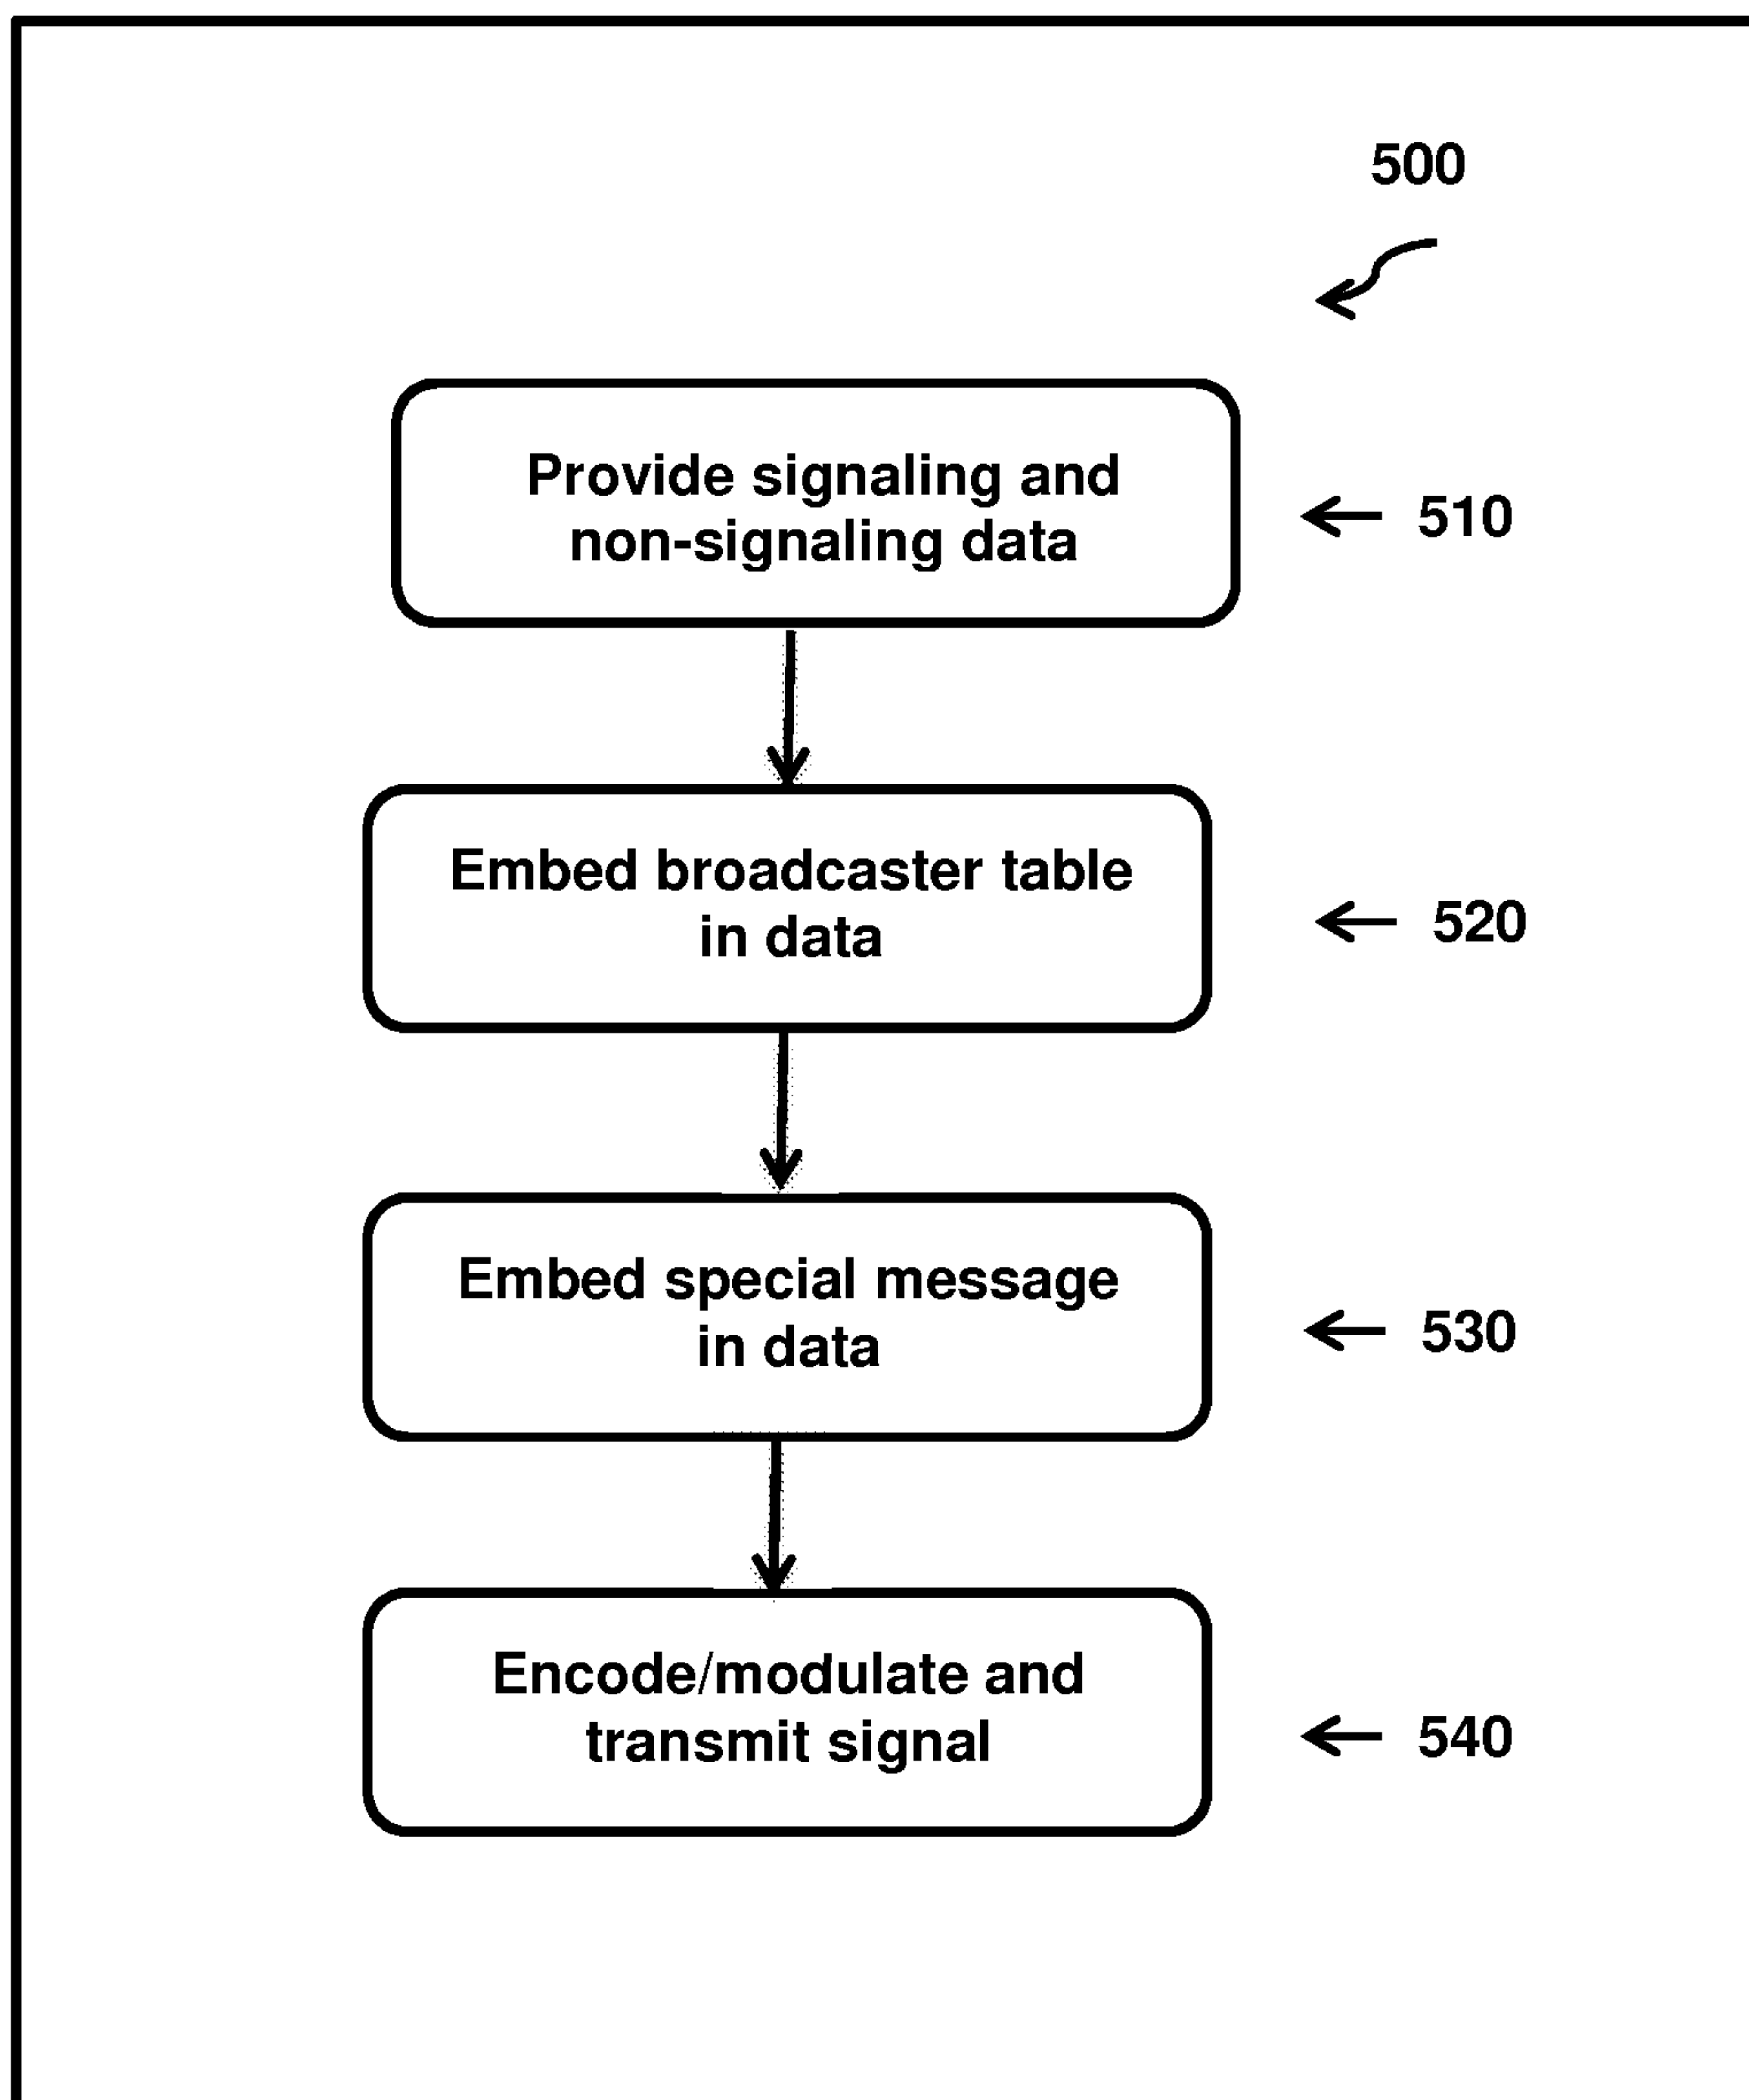 500
Provide signaling and
non-signaling data
510
Embed broadcaster table
in data
520
Embed special message
in data
530
Encode/modulate and
transmit signal
540